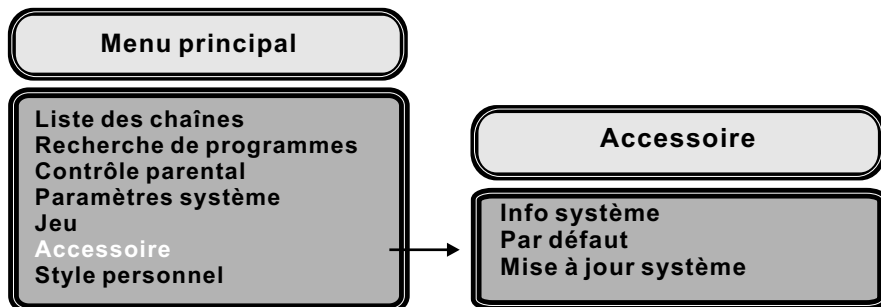 Menu principal
Liste des chaînes
Recherche de programmes
Contrôle parental
Paramètres système
Jeu
Accessoire
Style personnel
Accessoire
Info système
Par défaut
Mise à jour système